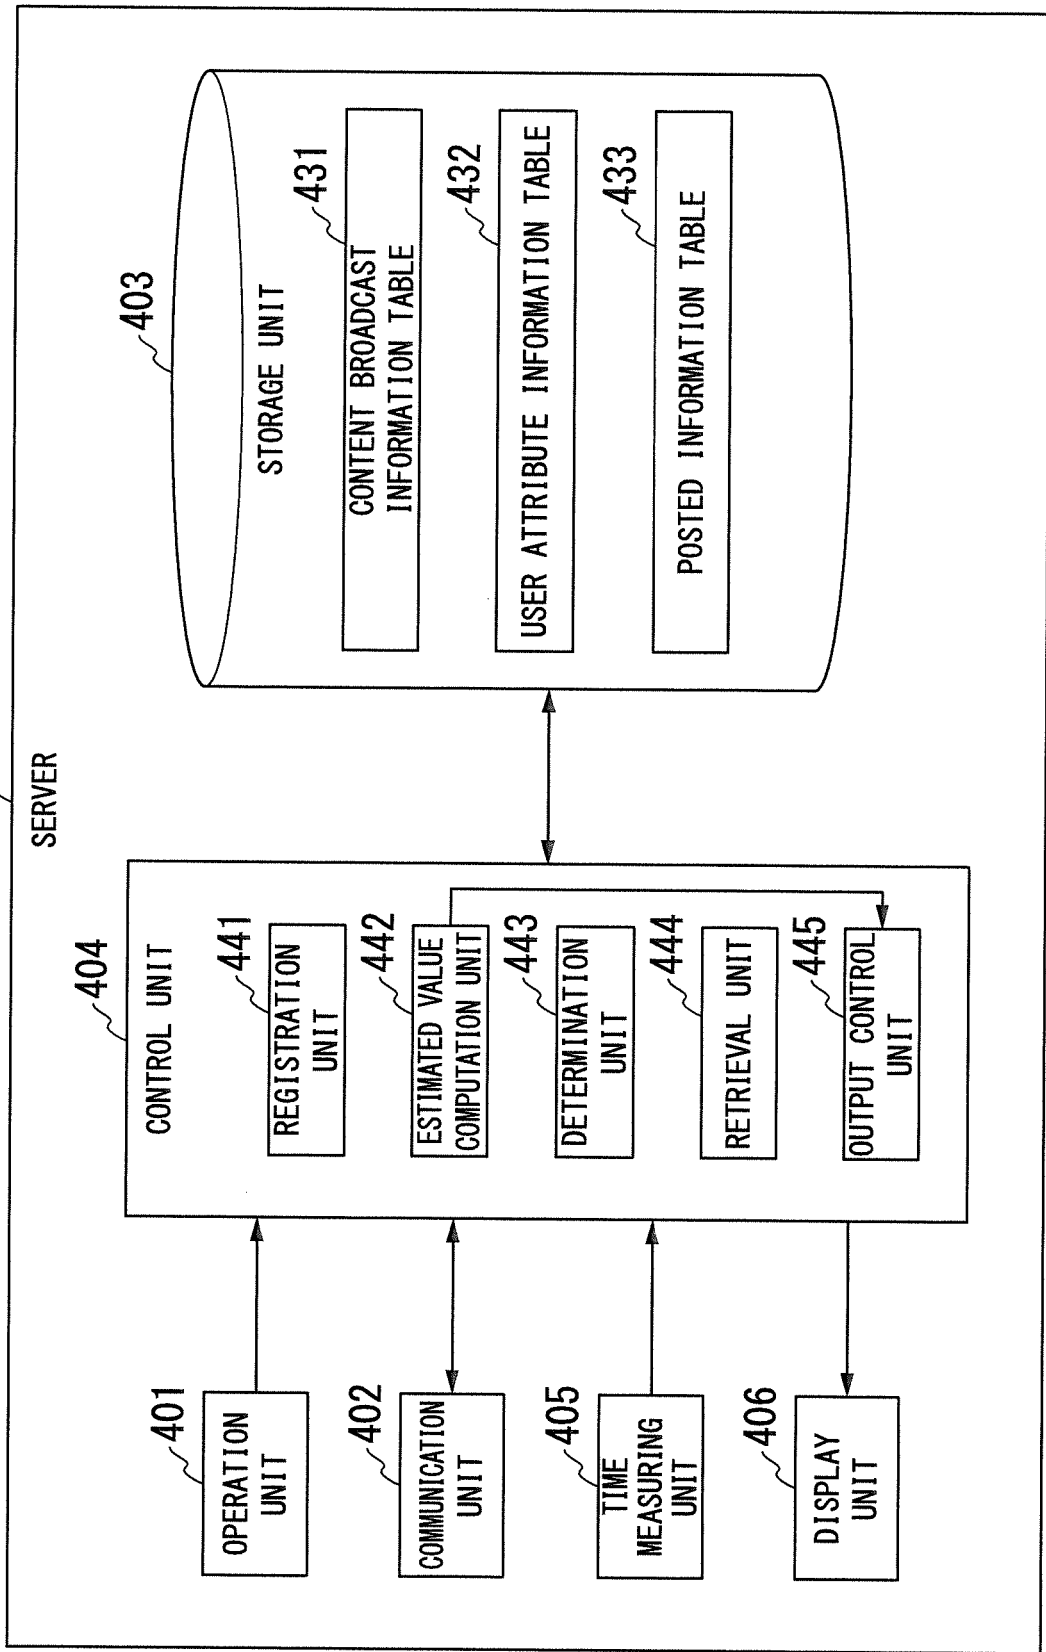 SERVER
401
OPERATION
UNIT
402
COMMUNICATION
UNIT
405
TIME
MEASURING
UNIT
406
DISPLAY
UNIT
404
CONTROL UNIT
441
REGISTRATION
UNIT
442
ESTIMATED VALUE
COMPUTATION UNIT
443
DETERMINATION
UNIT
444
RETRIEVAL UNIT
445
OUTPUT CONTROL
UNIT
403
STORAGE UNIT
431
CONTENT BROADCAST
INFORMATION TABLE
432
USER ATTRIBUTE INFORMATION TABLE
433
POSTED INFORMATION TABLE